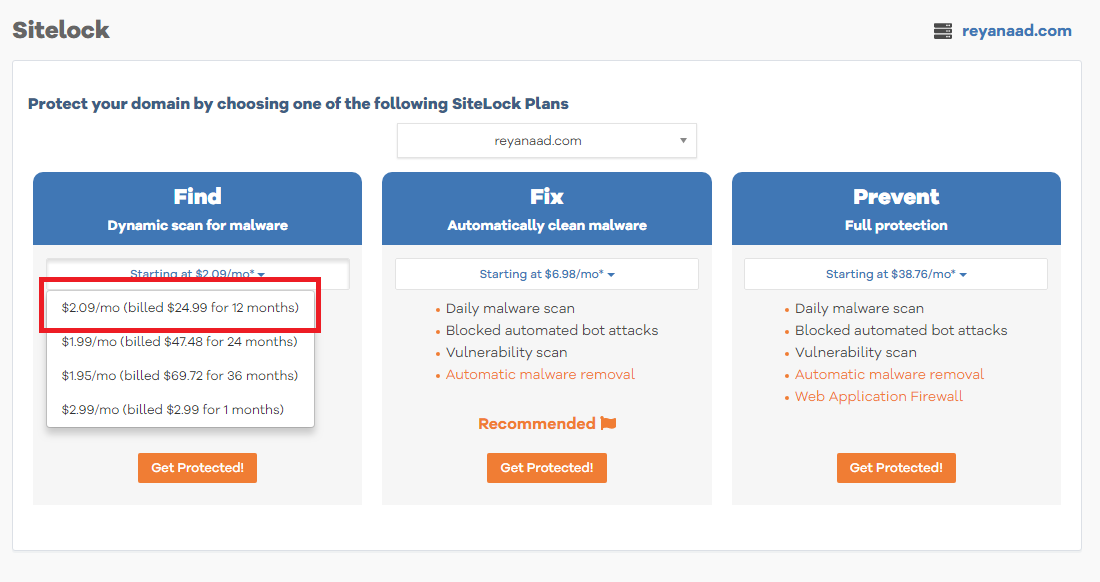 Sitelock
reyanaad.com
Protect your domain by choosing one of the following SiteLock Plans
reyanaad.com
Find
Dynamic scan for malware
Starting at $2.09/mo*
$2.09/mo (billed $24.99 for 12 months)
$1.99/mo (billed $47.48 for 24 months)
$1.95/mo (billed $69.72 for 36 months)
$2.99/mo (billed $2.99 for 1 months)
Get Protected!
Fix
Automatically clean malware
Starting at $6.98/mo*
• Daily malware scan
• Blocked automated bot attacks
• Vulnerability scan
• Automatic malware removal
Recommended
Get Protected!
Prevent
Full protection
Starting at $38.76/mo*
• Daily malware scan
• Blocked automated bot attacks
• Vulnerability scan
• Automatic malware removal
• Web Application Firewall
Get Protected!